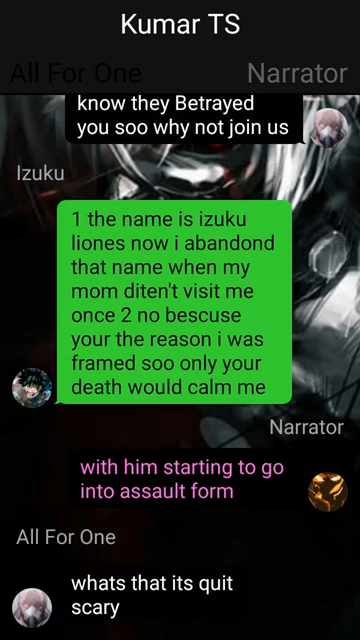 Kumar TS
All For One
Narrator
know they Betrayed
you soo why not join us
Izuku
1 the name is izuku
liones now i abandond
that name when my
mom diten't visit me
once 2 no bescuse
your the reason i was
framed soo only your
death would calm me
Narrator
with him starting to go
into assault form
All For One
whats that its quit
scary